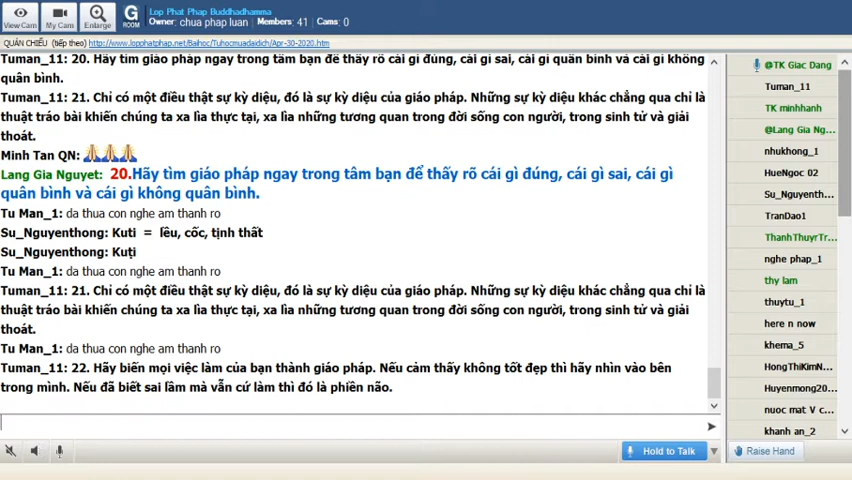 Lop Phat Phap Buddhadhamma
Owner: chua phap luan Members: 41 Cams: 0
View Cam
My Cam
Enlarge
G
ROOM
QUÁN CHIẾU (tiếp theo) http://www.lopphatphap.net/Baihoc/Tuhocmuadaidich/Apr-30-2020.htm
Tuman_11: 20. Hãy tìm giáo pháp ngay trong tâm bạn để thấy rõ cái gì đúng, cái gì sai, cái gì quân bình và cái gì không
quân bình.
Tuman_11: 21. Chỉ có một điều thật sự kỳ diệu, đó là sự kỳ diệu của giáo pháp. Những sự kỳ diệu khác chẳng qua chỉ là
thuật tráo bài khiến chúng ta xa lìa thực tại, xa lìa những tương quan trong đời sống con người, trong sinh tử và giải
thoát.
Minh Tan QN: 🙏🙏🙏
Lang Gia Nguyet: 20.Hãy tìm giáo pháp ngay trong tâm bạn để thấy rõ cái gì đúng, cái gì sai, cái gì
quân bình và cái gì không quân bình.
Tu Man_1: da thua con nghe am thanh ro
Su_Nguyenthong: Kuti = lều, cốc, tịnh thất
Su_Nguyenthong: Kuṭi
Tu Man_1: da thua con nghe am thanh ro
Tuman_11: 21. Chỉ có một điều thật sự kỳ diệu, đó là sự kỳ diệu của giáo pháp. Những sự kỳ diệu khác chẳng qua chỉ là
thuật tráo bài khiến chúng ta xa lìa thực tại, xa lìa những tương quan trong đời sống con người, trong sinh tử và giải
thoát.
Tu Man_1: da thua con nghe am thanh ro
Tuman_11: 22. Hãy biến mọi việc làm của bạn thành giáo pháp. Nếu cảm thấy không tốt đẹp thì hãy nhìn vào bên
trong mình. Nếu đã biết sai lầm mà vẫn cứ làm thì đó là phiền não.
Hold to Talk
@TK Giac Dang
Tuman_11
TK minhhanh
@Lang Gia Ng...
nhukhong_1
HueNgoc 02
Su_Nguyenth...
TranDao1
ThanhThuyrTr...
nghe phap_1
thy lam
thuytu_1
here n now
khema_5
HongThiKimN...
Huyenmong20...
nuoc mat V c...
khanh an_2
Raise Hand